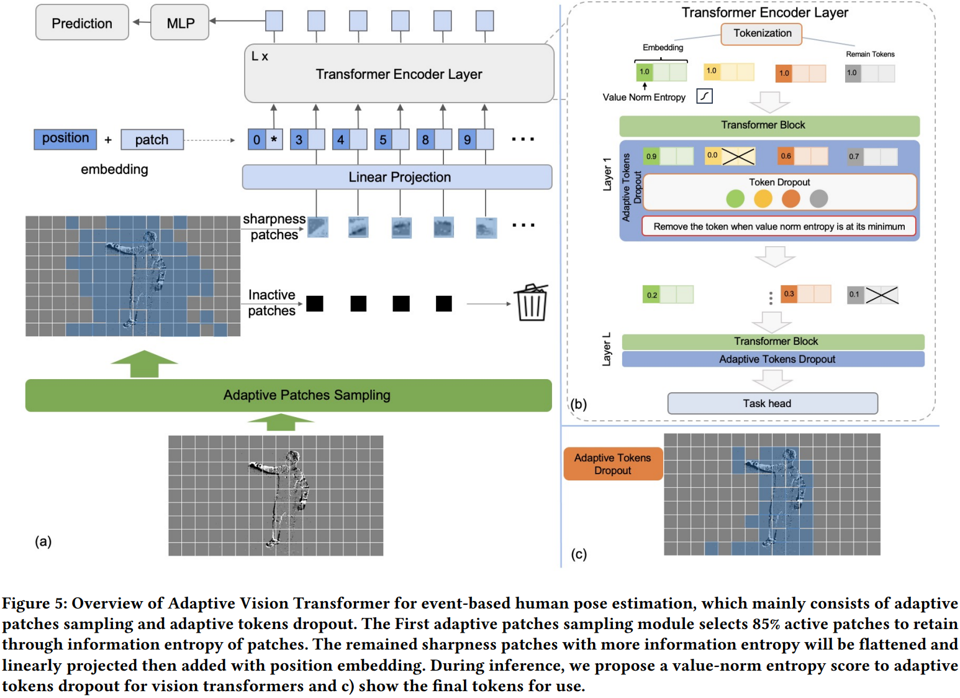 Prediction
MLP
L x
Transformer Encoder Layer
position
+
patch
embedding
0 * 3 4 5 8 9 ...
Linear Projection
sharpness
patches
...
Inactive
patches
Adaptive Patches Sampling
(a)
Transformer Encoder Layer
Tokenization
Embedding
Remain Tokens
1.0 1.0 1.0 1.0
Value Norm Entropy
Transformer Block
Layer 1
Adaptive Tokens
Dropout
0.9 0.0 0.6 0.7
Token Dropout
Remove the token when value norm entropy is at its minimum
0.2 0.3 0.1
Layer L
Transformer Block
Adaptive Tokens Dropout
(b)
Task head
Adaptive Tokens
Dropout
(c)
Figure 5: Overview of Adaptive Vision Transformer for event-based human pose estimation, which mainly consists of adaptive
patches sampling and adaptive tokens dropout. The First adaptive patches sampling module selects 85% active patches to retain
through information entropy of patches. The remained sharpness patches with more information entropy will be flattened and
linearly projected then added with position embedding. During inference, we propose a value-norm entropy score to adaptive
tokens dropout for vision transformers and c) show the final tokens for use.